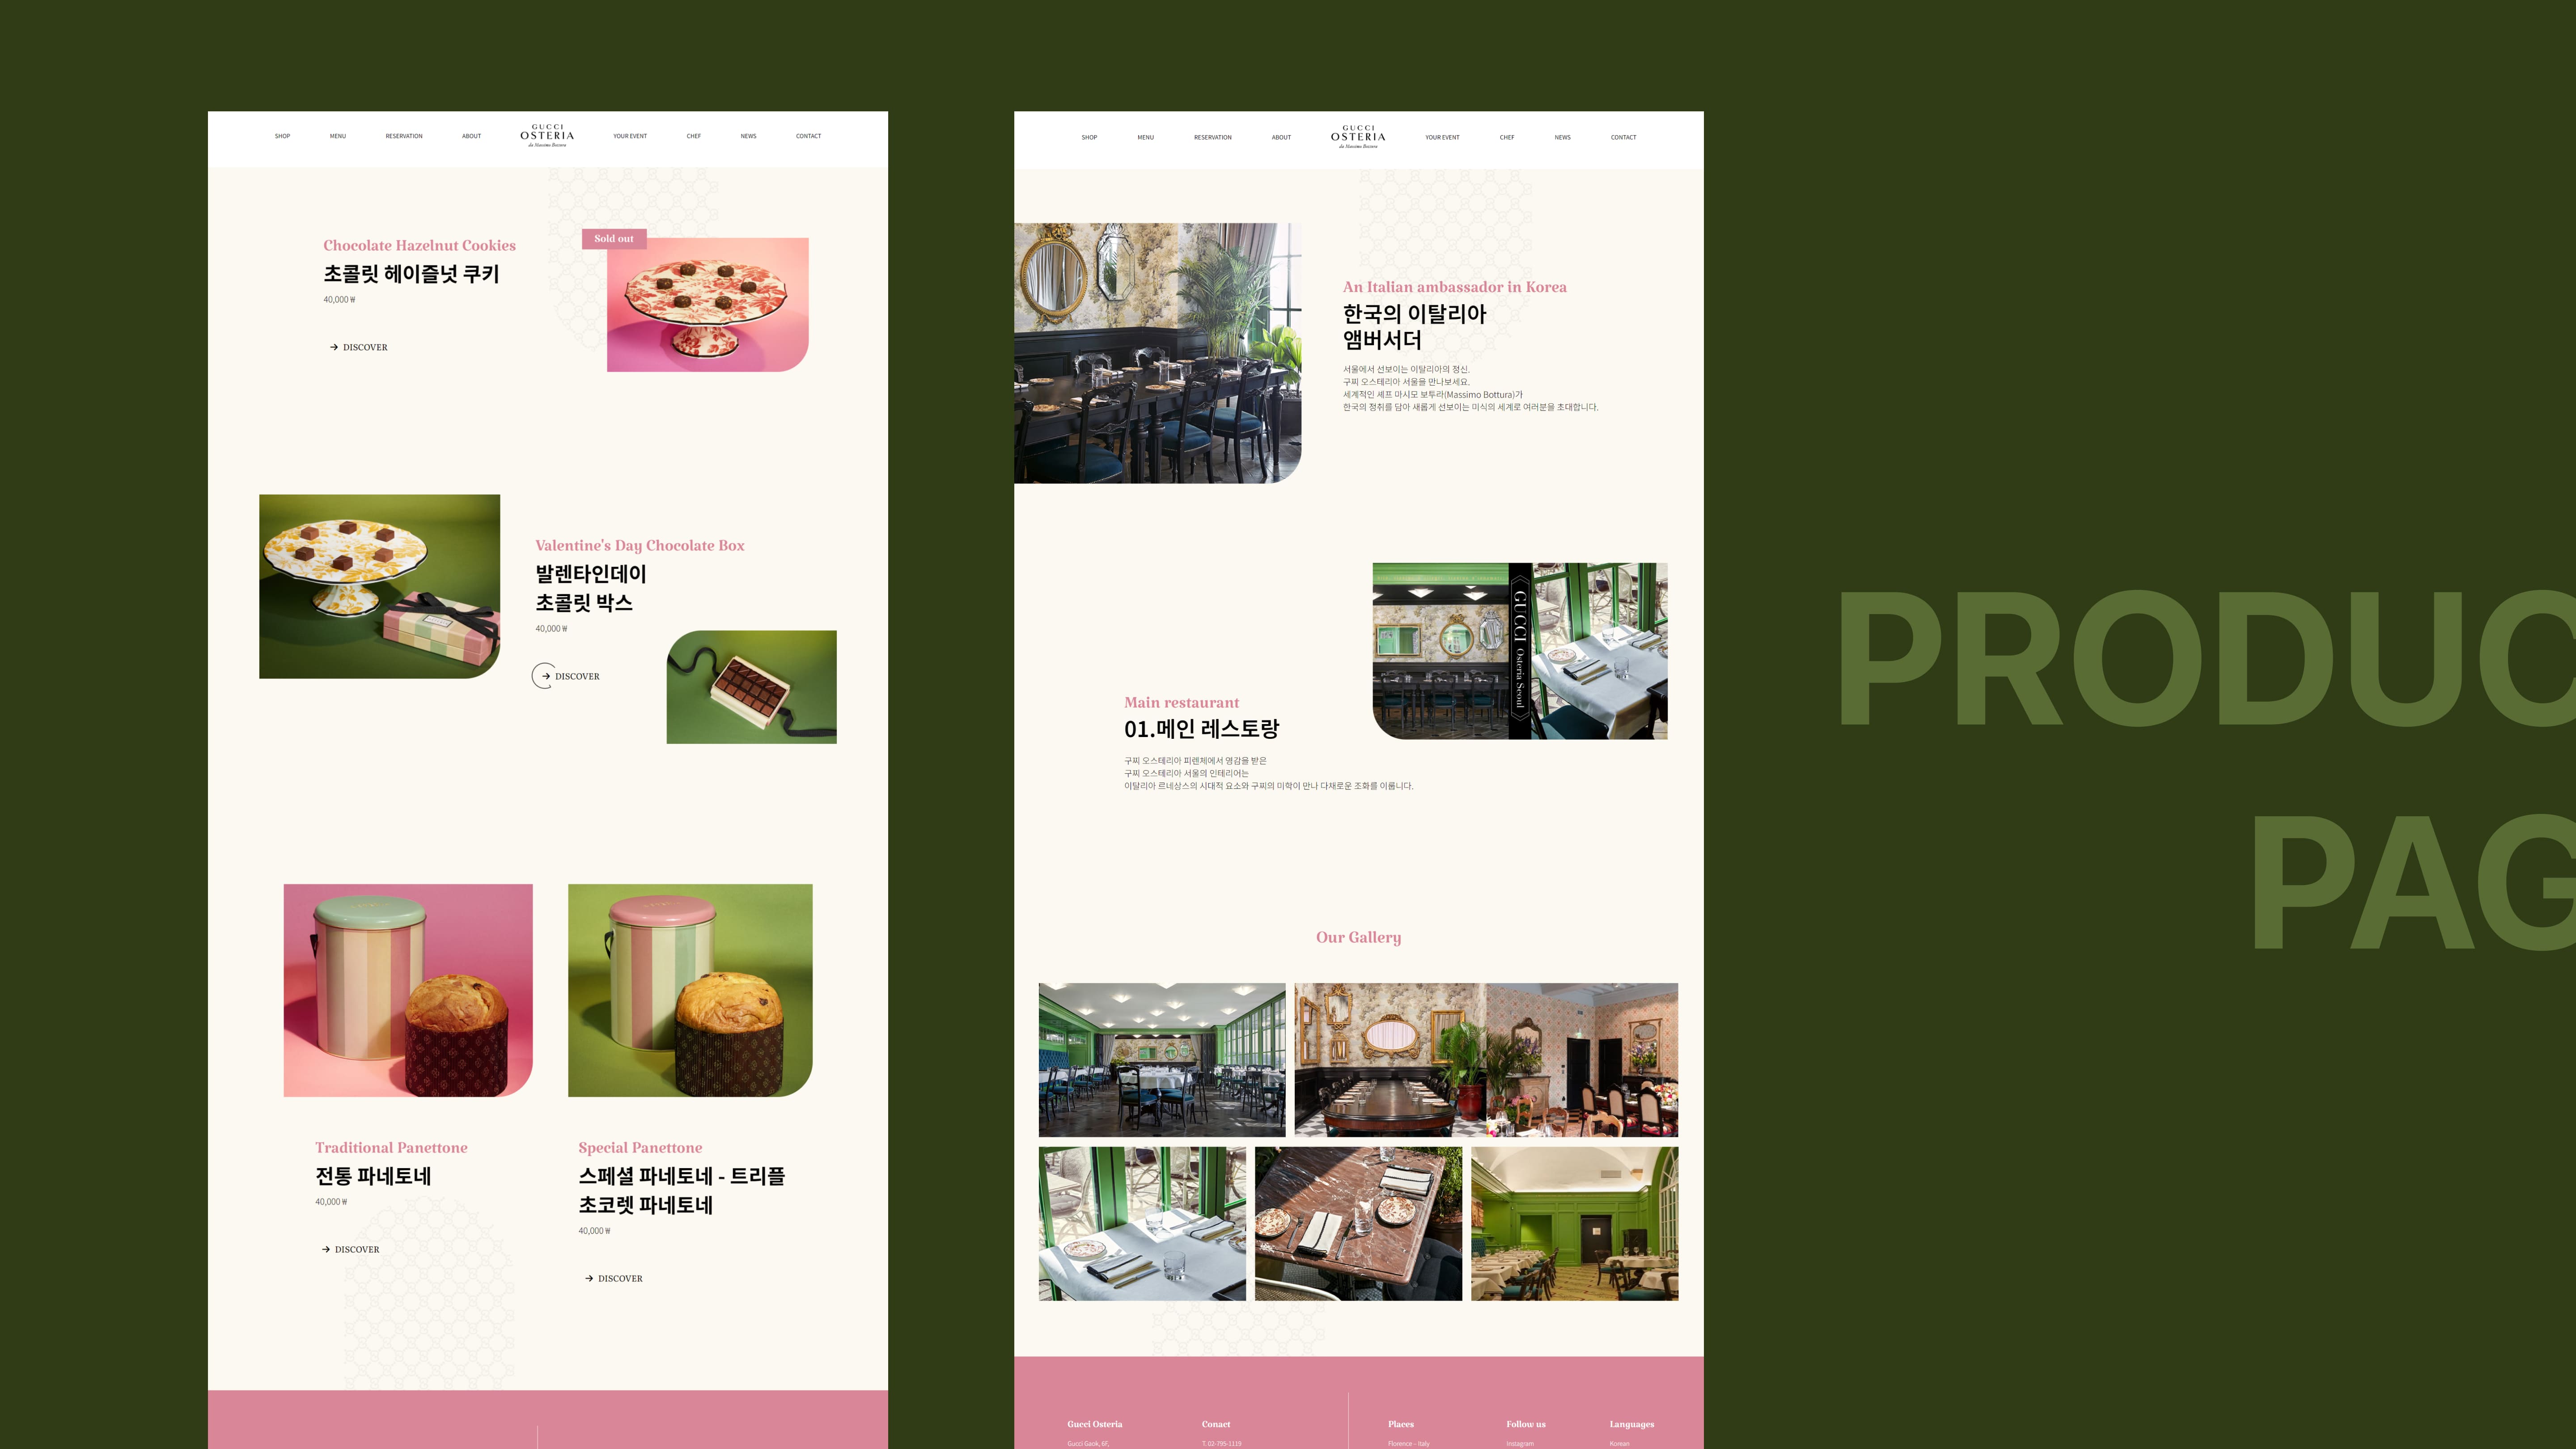 SHOP MENU RESERVATION ABOUT
GUCCI
OSTERIA
da Massimo Bottura
YOUR EVENT CHEF NEWS CONTACT
Chocolate Hazelnut Cookies
초콜릿 헤이즐넛 쿠키
40,000 ₩
→ DISCOVER
Sold out
Valentine's Day Chocolate Box
발렌타인데이
초콜릿 박스
40,000 ₩
→ DISCOVER
Traditional Panettone
전통 파네토네
40,000 ₩
→ DISCOVER
Special Panettone
스페셜 파네토네 - 트리플
초코렛 파네토네
40,000 ₩
→ DISCOVER
SHOP MENU RESERVATION ABOUT
GUCCI
OSTERIA
da Massimo Bottura
YOUR EVENT CHEF NEWS CONTACT
An Italian ambassador in Korea
한국의 이탈리아
앰버서더
서울에서 선보이는 이탈리아의 정신.
구찌 오스테리아 서울을 만나보세요.
세계적인 셰프 마시모 보투라(Massimo Bottura)가
한국의 정취를 담아 새롭게 선보이는 미식의 세계로 여러분을 초대합니다.
GUCCI Osteria Seoul
Main restaurant
01.메인 레스토랑
구찌 오스테리아 피렌체에서 영감을 받은
구찌 오스테리아 서울의 인테리어는
이탈리아 르네상스의 시대적 요소와 구찌의 미학이 만나 다채로운 조화를 이룹니다.
Our Gallery
Gucci Osteria
Gucci Gaok, 6F,
Conact
T. 02-795-1119
Places
Florence – Italy
Follow us
Instagram
Languages
Korean
PRODUC
PAG